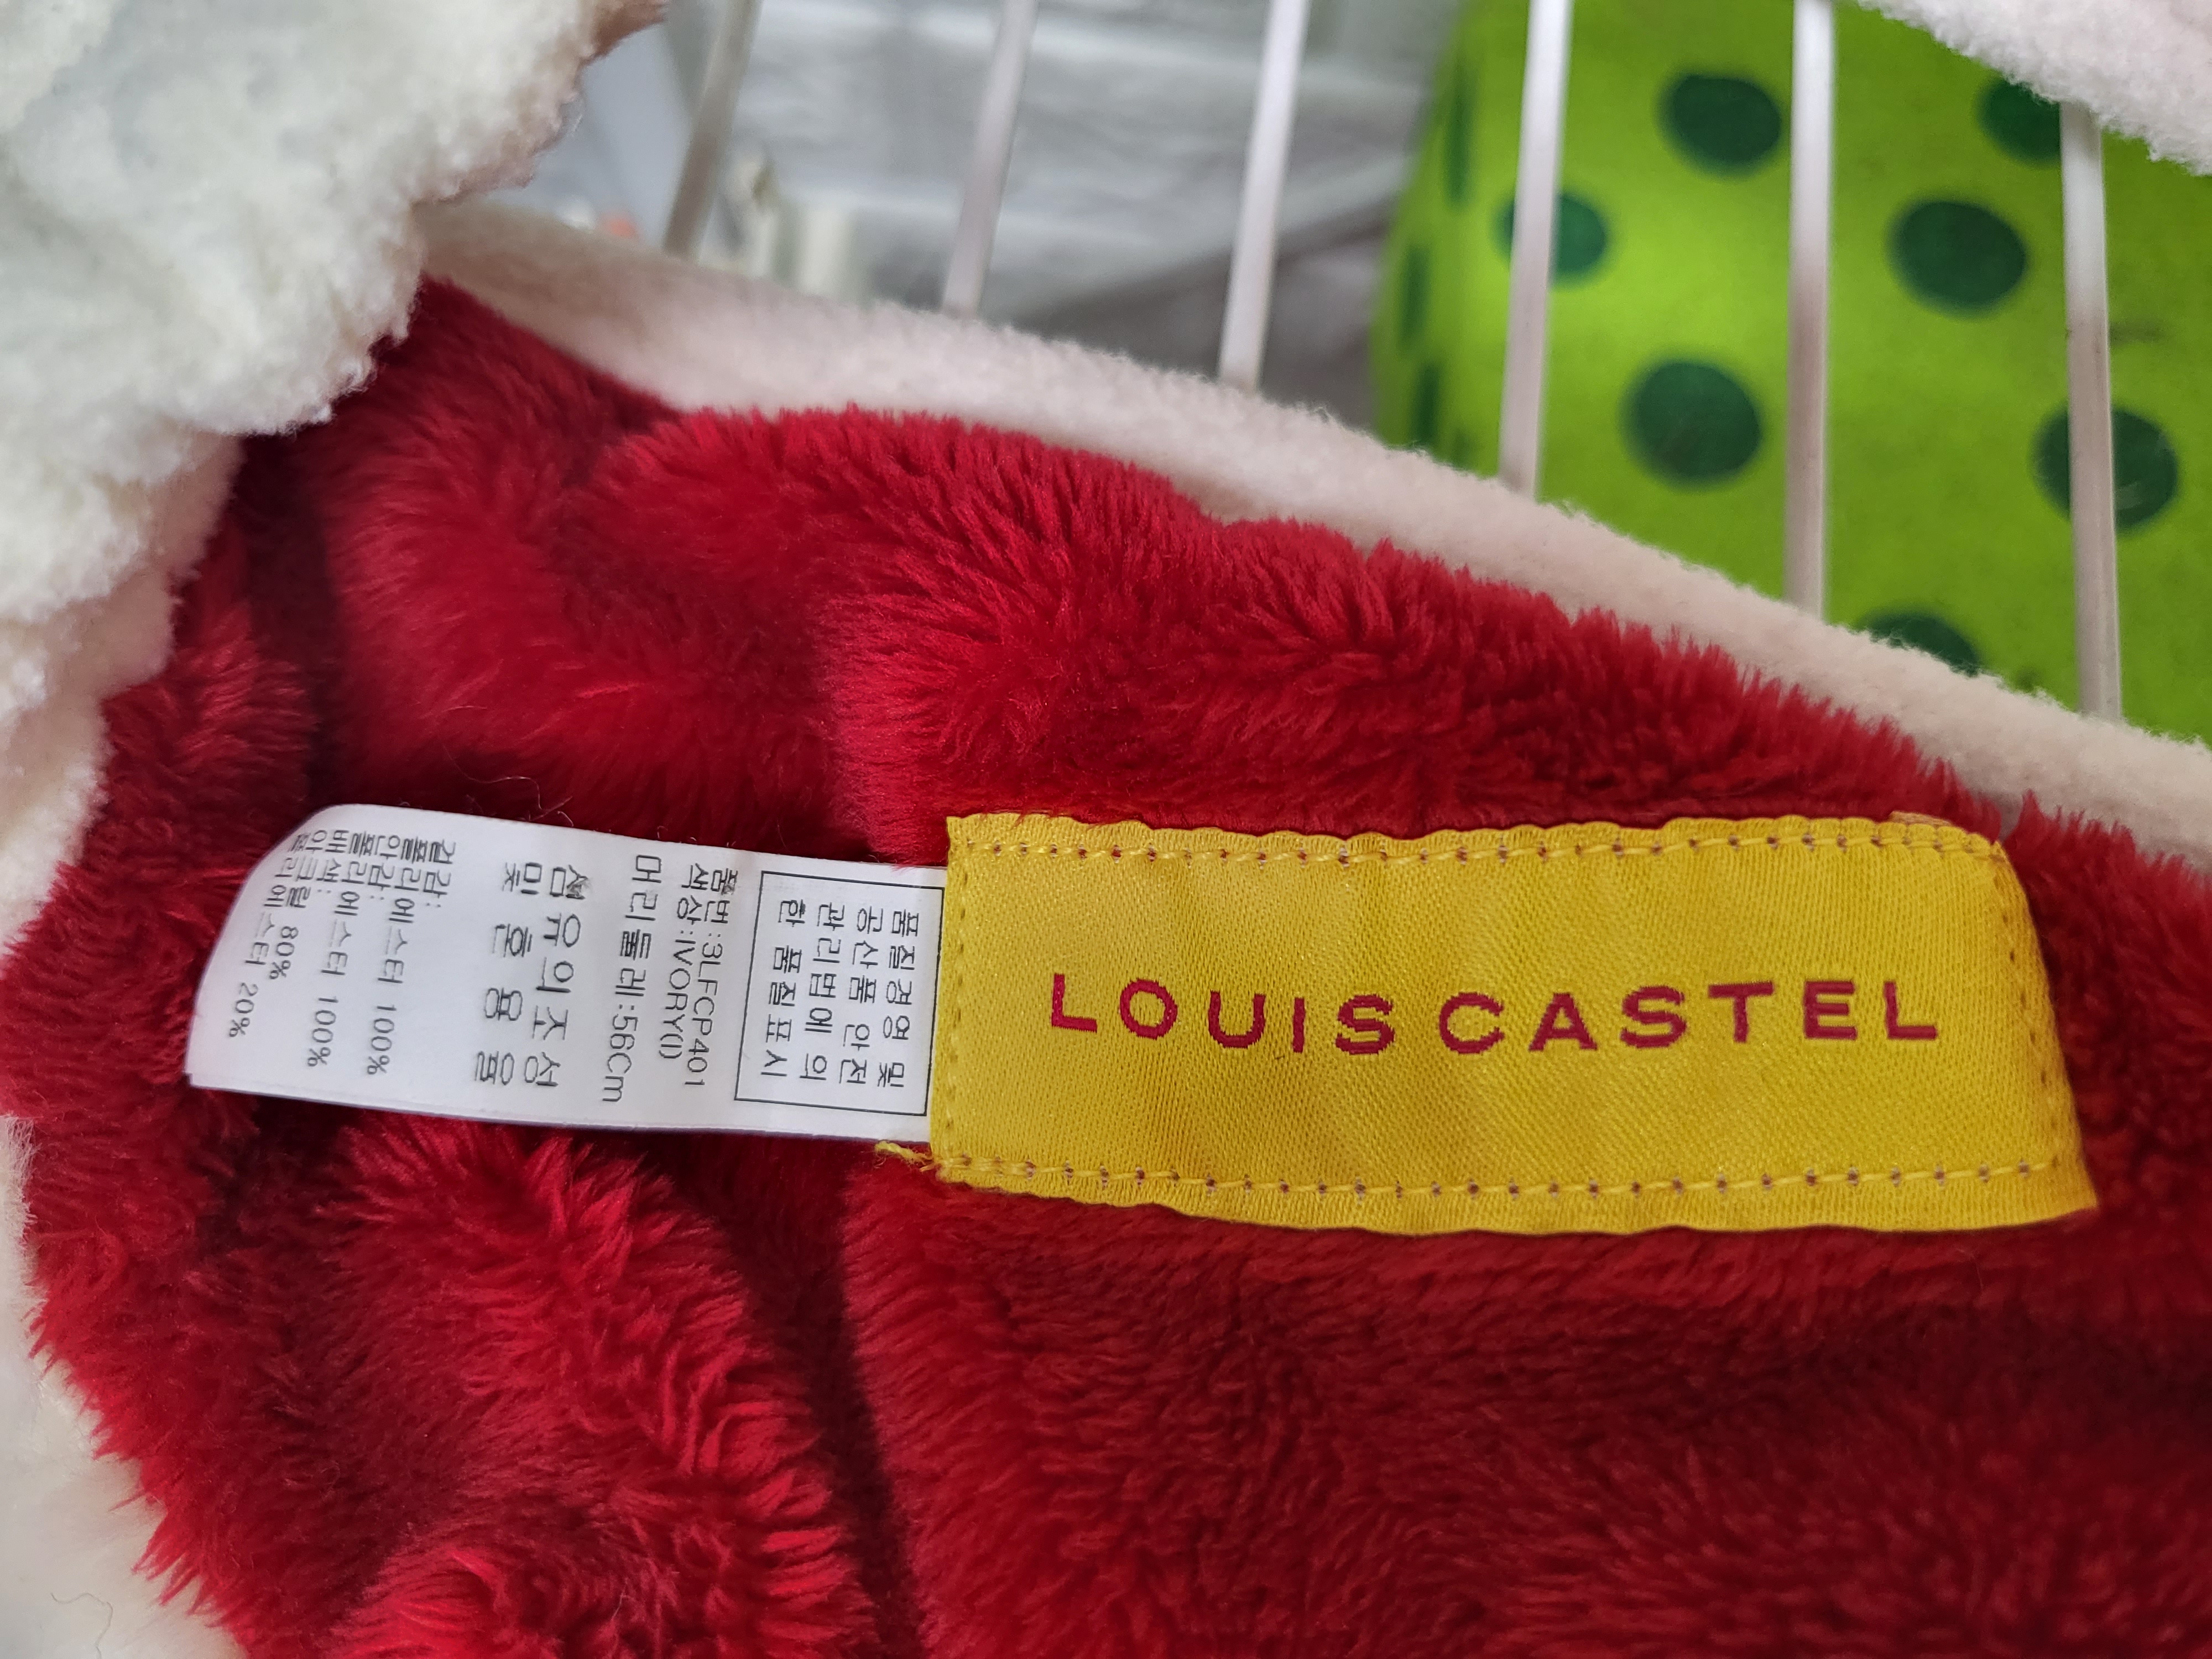 LOUISCASTEL
품질경영 및
공산품 안전
관리법에 의
한 품질표시
품번:3LFCP401
색상:IVORY(I)
머리둘레:56Cm
섬유의조성
및 혼용율
겉감:
폴리에스터 100%
안감:
폴리에스터 100%
배색:
아크릴 80%
폴리에스터 20%